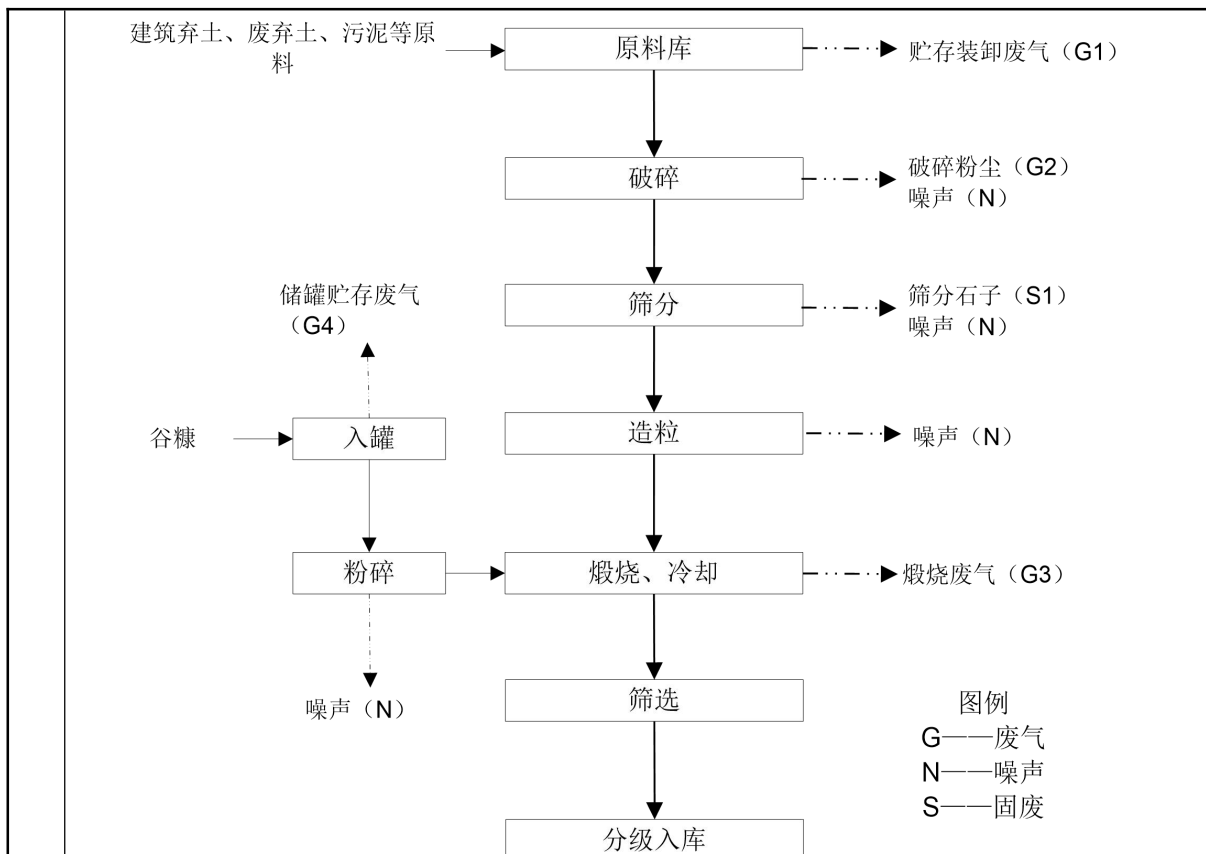 建筑弃土、废弃土、污泥等原
料
原料库
贮存装卸废气（G1）
破碎
破碎粉尘（G2）
噪声（N）
储罐贮存废气
（G4）
筛分
筛分石子（S1）
噪声（N）
谷糠
入罐
造粒
噪声（N）
粉碎
煅烧、冷却
煅烧废气（G3）
噪声（N）
筛选
图例
G——废气
N——噪声
S——固废
分级入库